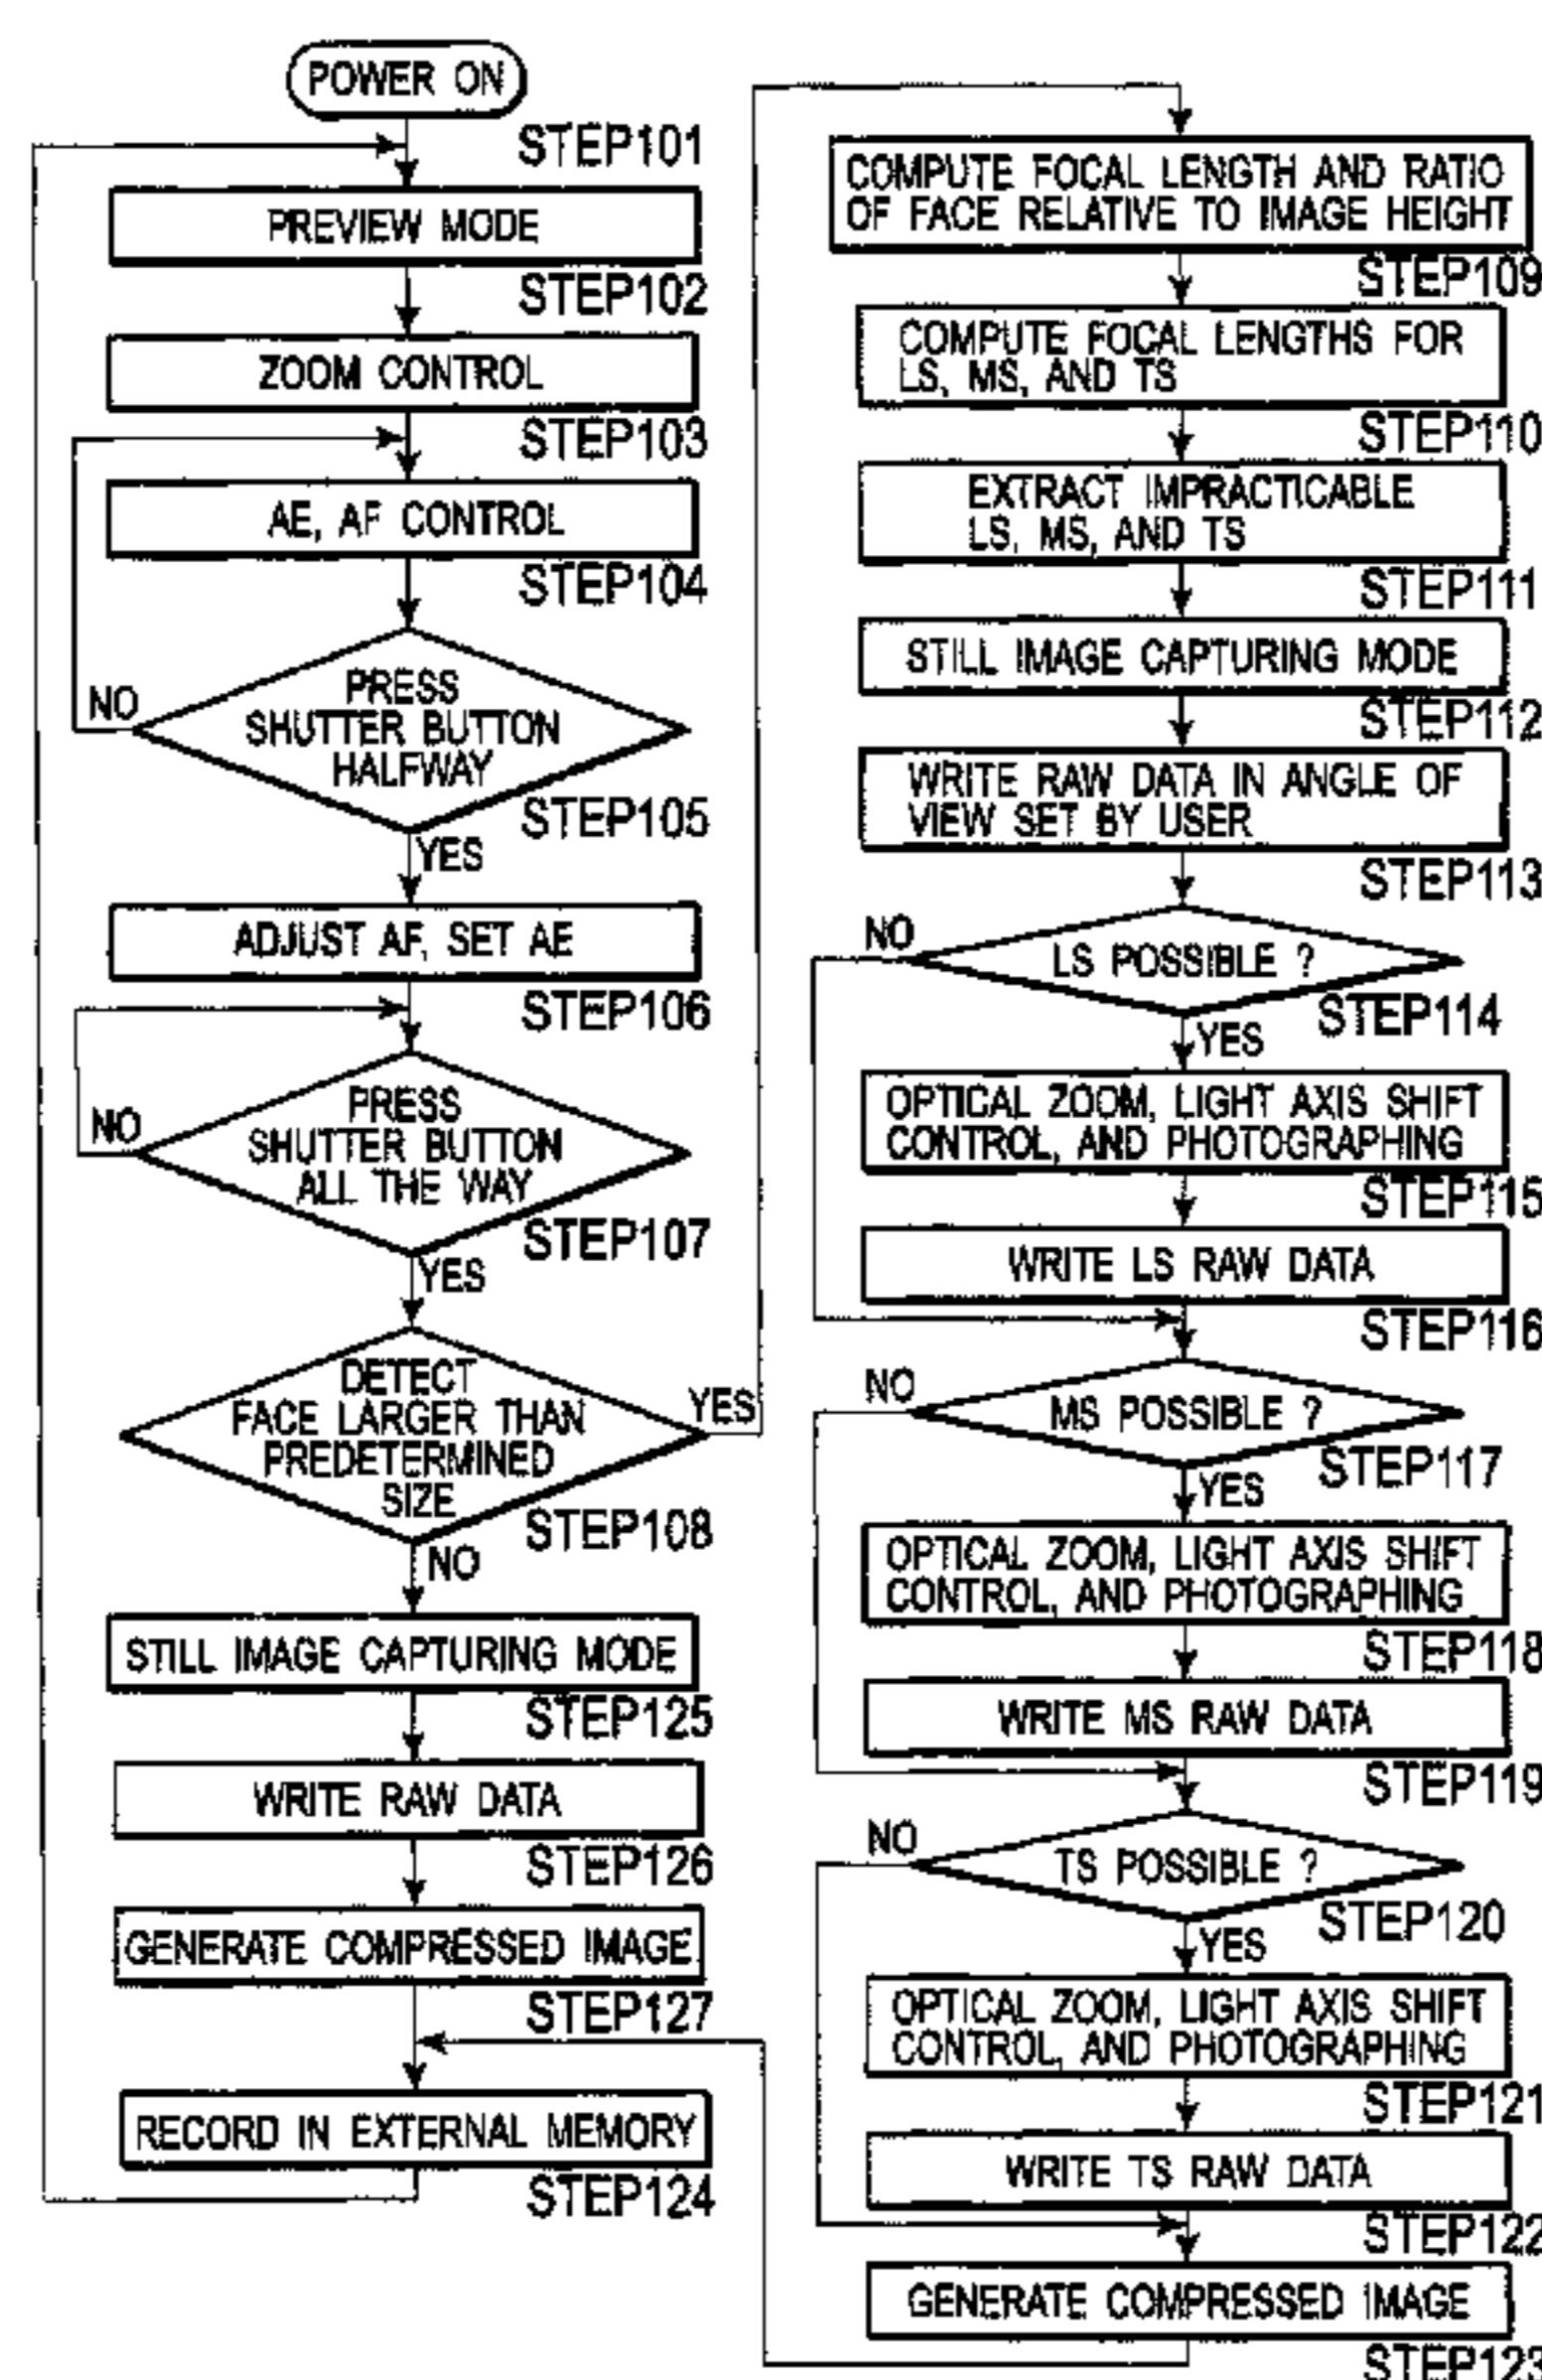 POWER ON
STEP101
PREVIEW MODE
STEP102
ZOOM CONTROL
STEP103
AE, AF CONTROL
STEP104
PRESS
SHUTTER BUTTON
HALFWAY
NO
STEP105
YES
ADJUST AF, SET AE
STEP106
PRESS
SHUTTER BUTTON
ALL THE WAY
NO
STEP107
YES
DETECT
FACE LARGER THAN
PREDETERMINED
SIZE
YES
STEP108
NO
STILL IMAGE CAPTURING MODE
STEP125
WRITE RAW DATA
STEP126
GENERATE COMPRESSED IMAGE
STEP127
RECORD IN EXTERNAL MEMORY
STEP124
COMPUTE FOCAL LENGTH AND RATIO
OF FACE RELATIVE TO IMAGE HEIGHT
STEP109
COMPUTE FOCAL LENGTHS FOR
LS, MS, AND TS
STEP110
EXTRACT IMPRACTICABLE
LS, MS, AND TS
STEP111
STILL IMAGE CAPTURING MODE
STEP112
WRITE RAW DATA IN ANGLE OF
VIEW SET BY USER
STEP113
NO
LS POSSIBLE ?
STEP114
YES
OPTICAL ZOOM, LIGHT AXIS SHIFT
CONTROL, AND PHOTOGRAPHING
STEP115
WRITE LS RAW DATA
STEP116
NO
MS POSSIBLE ?
STEP117
YES
OPTICAL ZOOM, LIGHT AXIS SHIFT
CONTROL, AND PHOTOGRAPHING
STEP118
WRITE MS RAW DATA
STEP119
NO
TS POSSIBLE ?
STEP120
YES
OPTICAL ZOOM, LIGHT AXIS SHIFT
CONTROL, AND PHOTOGRAPHING
STEP121
WRITE TS RAW DATA
STEP122
GENERATE COMPRESSED IMAGE
STEP123